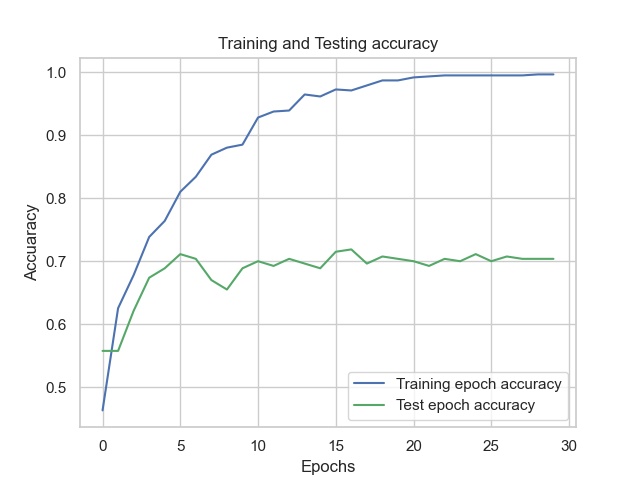 Training and Testing accuracy
1.0
0.9
0.8
0.7
0.6
0.5
Accuaracy
Training epoch accuracy
Test epoch accuracy
0 5 10 15 20 25 30
Epochs